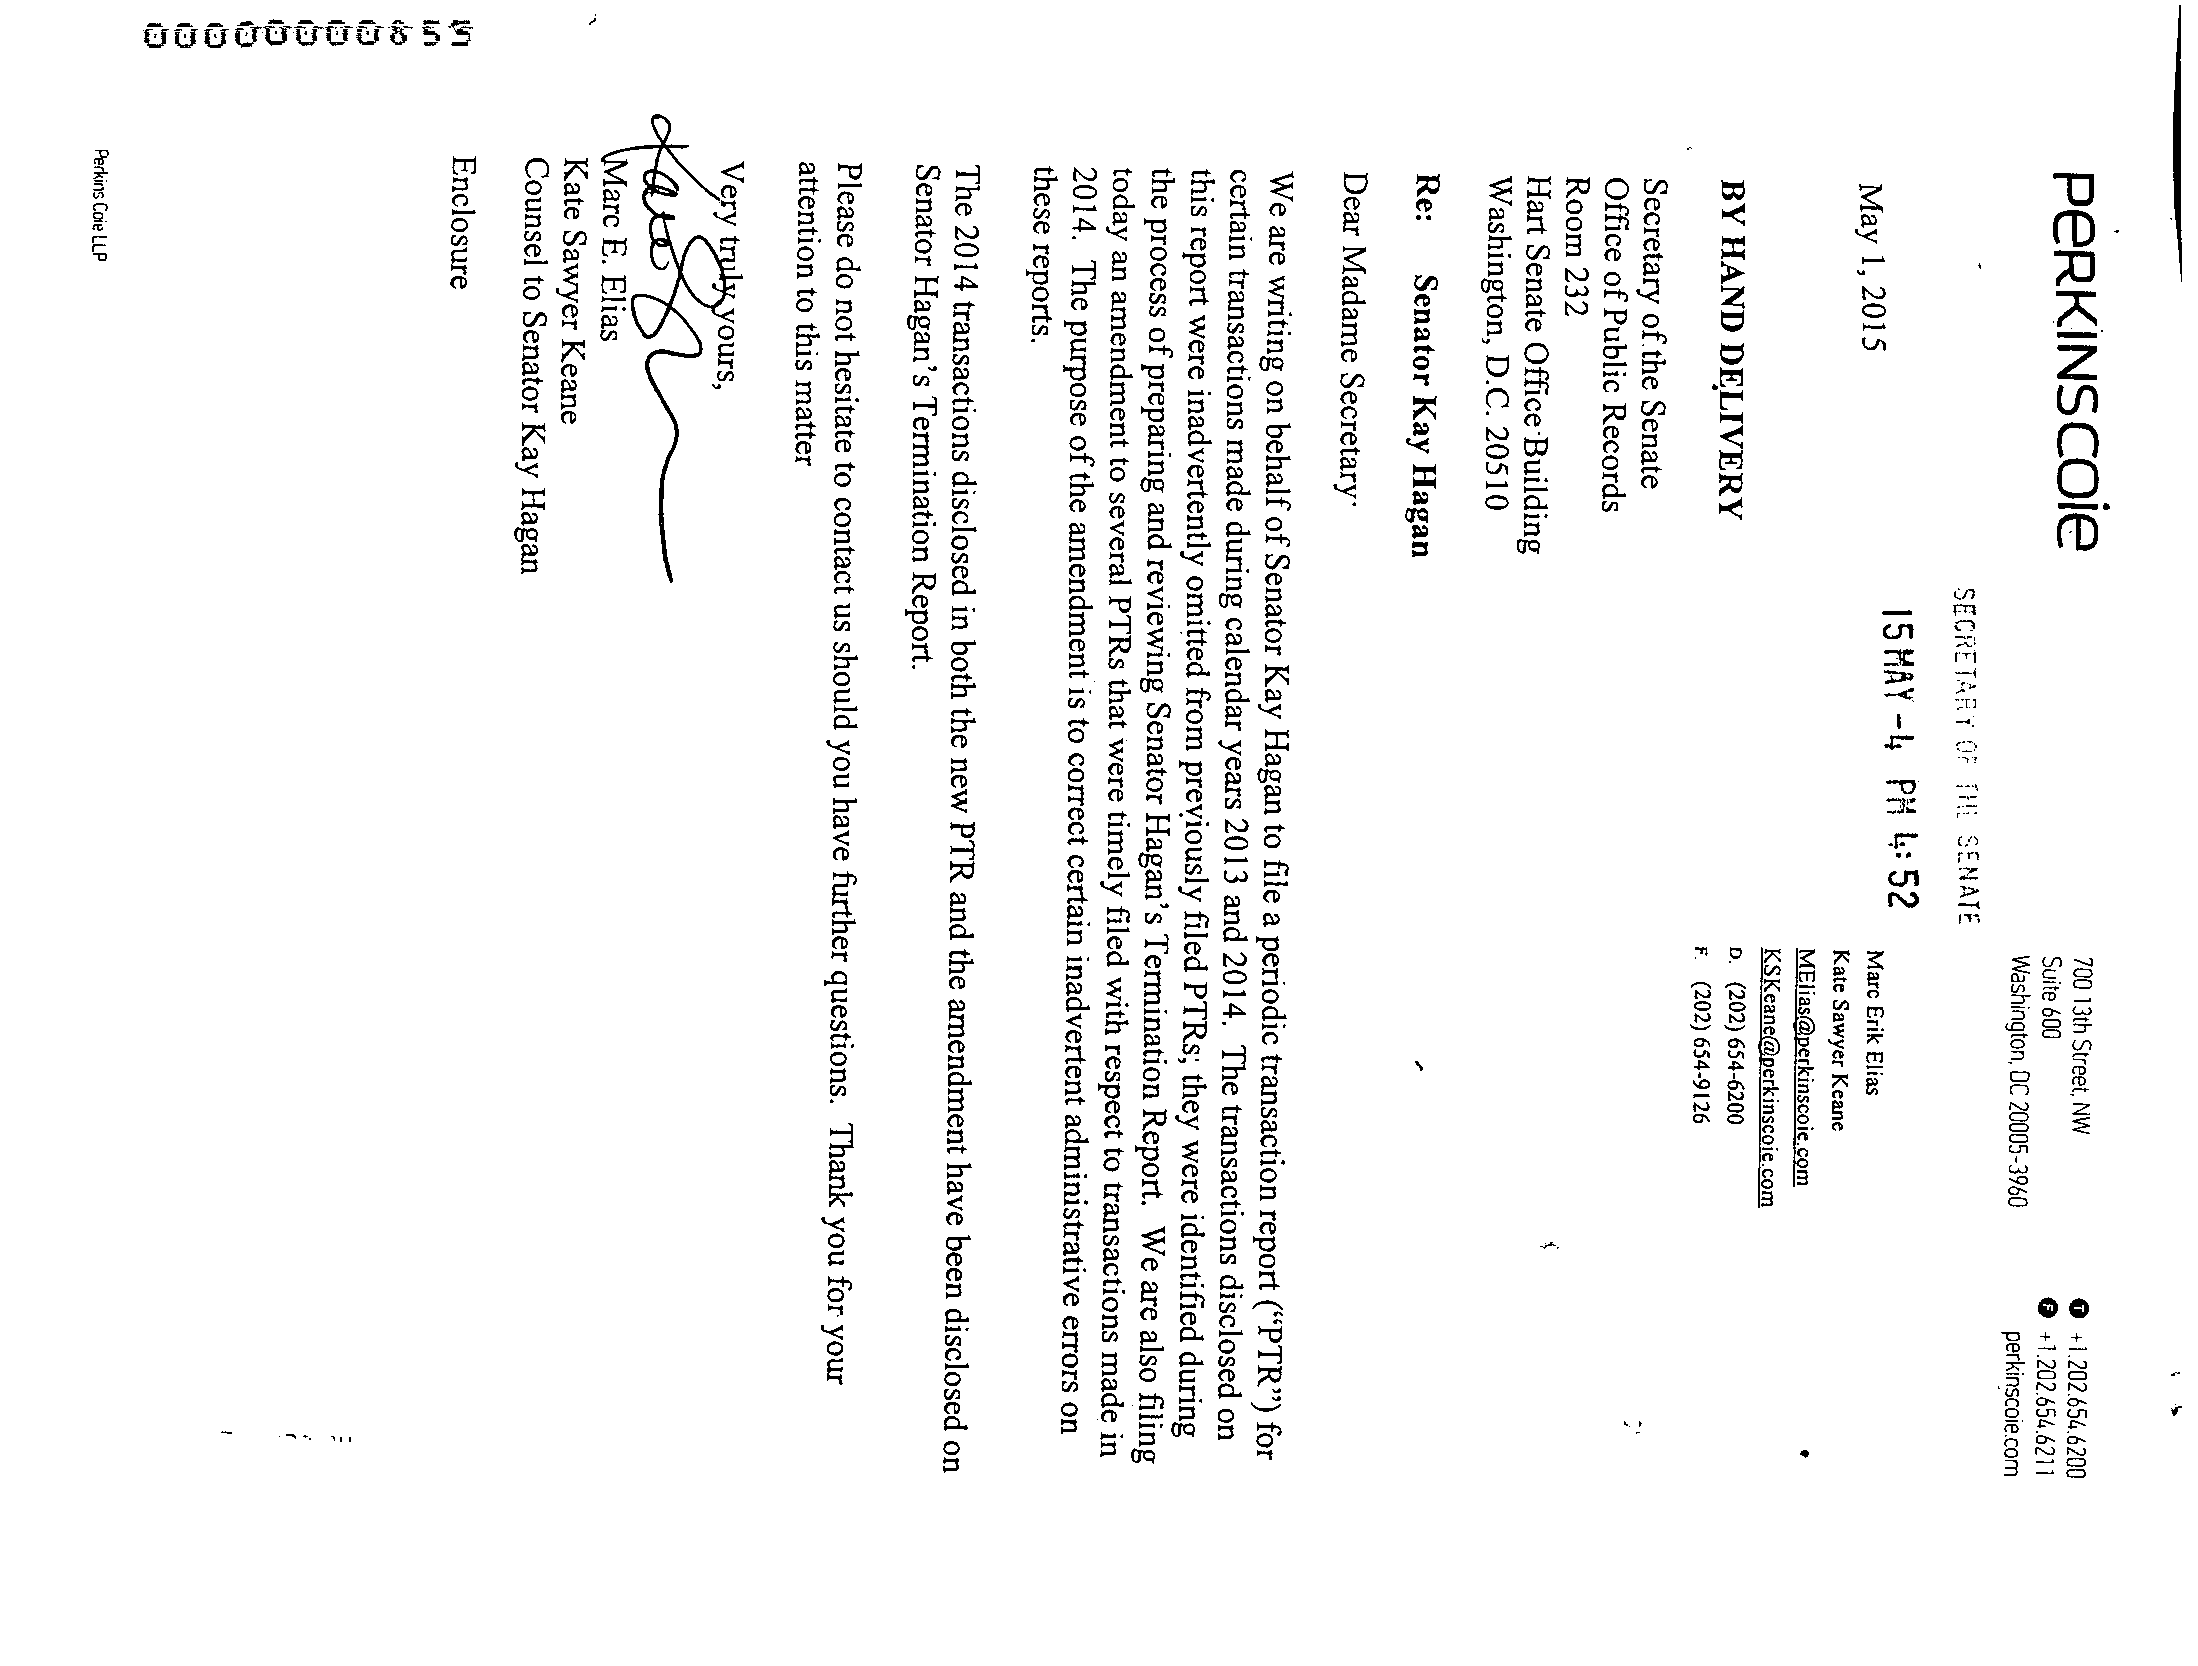 PERKINSCOIE
700 13th Street, NW
Suite 600
Washington, DC 20005-3960
T +1.202.654.6200
F +1.202.654.6211
perkinscoie.com
SECRETARY OF THE SENATE
15 MAY -4 PM 4:52
May 1, 2015
Marc Erik Elias
Kate Sawyer Keane
MElias@perkinscoie.com
KSKeane@perkinscoie.com
D. (202) 654-6200
F. (202) 654-9126
BY HAND DELIVERY
Secretary of the Senate
Office of Public Records
Room 232
Hart Senate Office Building
Washington, D.C. 20510
Re: Senator Kay Hagan
Dear Madame Secretary
We are writing on behalf of Senator Kay Hagan to file a periodic transaction report (“PTR”) for
certain transactions made during calendar years 2013 and 2014. The transactions disclosed on
this report were inadvertently omitted from previously filed PTRs; they were identified during
the process of preparing and reviewing Senator Hagan’s Termination Report. We are also filing
today an amendment to several PTRs that were timely filed with respect to transactions made in
2014. The purpose of the amendment is to correct certain inadvertent administrative errors on
these reports.
The 2014 transactions disclosed in both the new PTR and the amendment have been disclosed on
Senator Hagan’s Termination Report.
Please do not hesitate to contact us should you have further questions. Thank you for your
attention to this matter
Very truly yours,
Marc E. Elias
Kate Sawyer Keane
Counsel to Senator Kay Hagan
Enclosure
Perkins Coie LLP